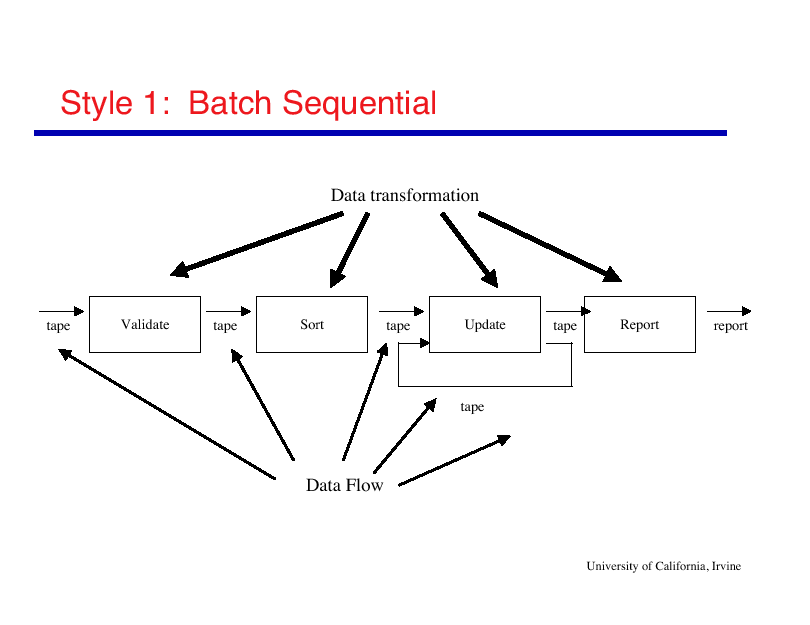 Style 1: Batch Sequential
Data transformation
Validate
Sort
Update
Report
tape
tape
tape
tape
report
tape
Data Flow
University of California, Irvine